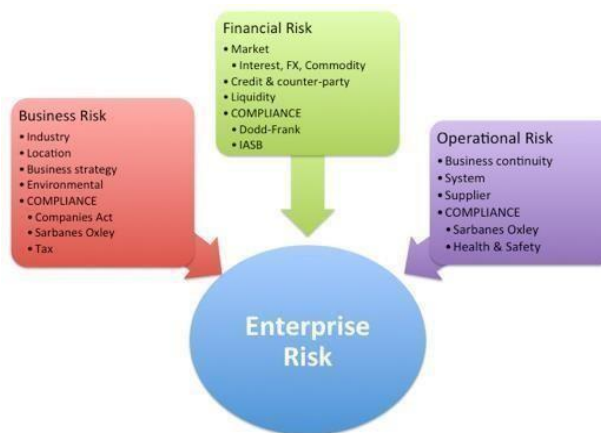 Financial Risk
• Market
• Interest, FX, Commodity
• Credit & counter-party
• Liquidity
• COMPLIANCE
• Dodd-Frank
• IASB
Business Risk
• Industry
• Location
• Business strategy
• Environmental
• COMPLIANCE
• Companies Act
• Sarbanes Oxley
• Tax
Operational Risk
• Business continuity
• System
• Supplier
• COMPLIANCE
• Sarbanes Oxley
• Health & Safety
Enterprise
Risk